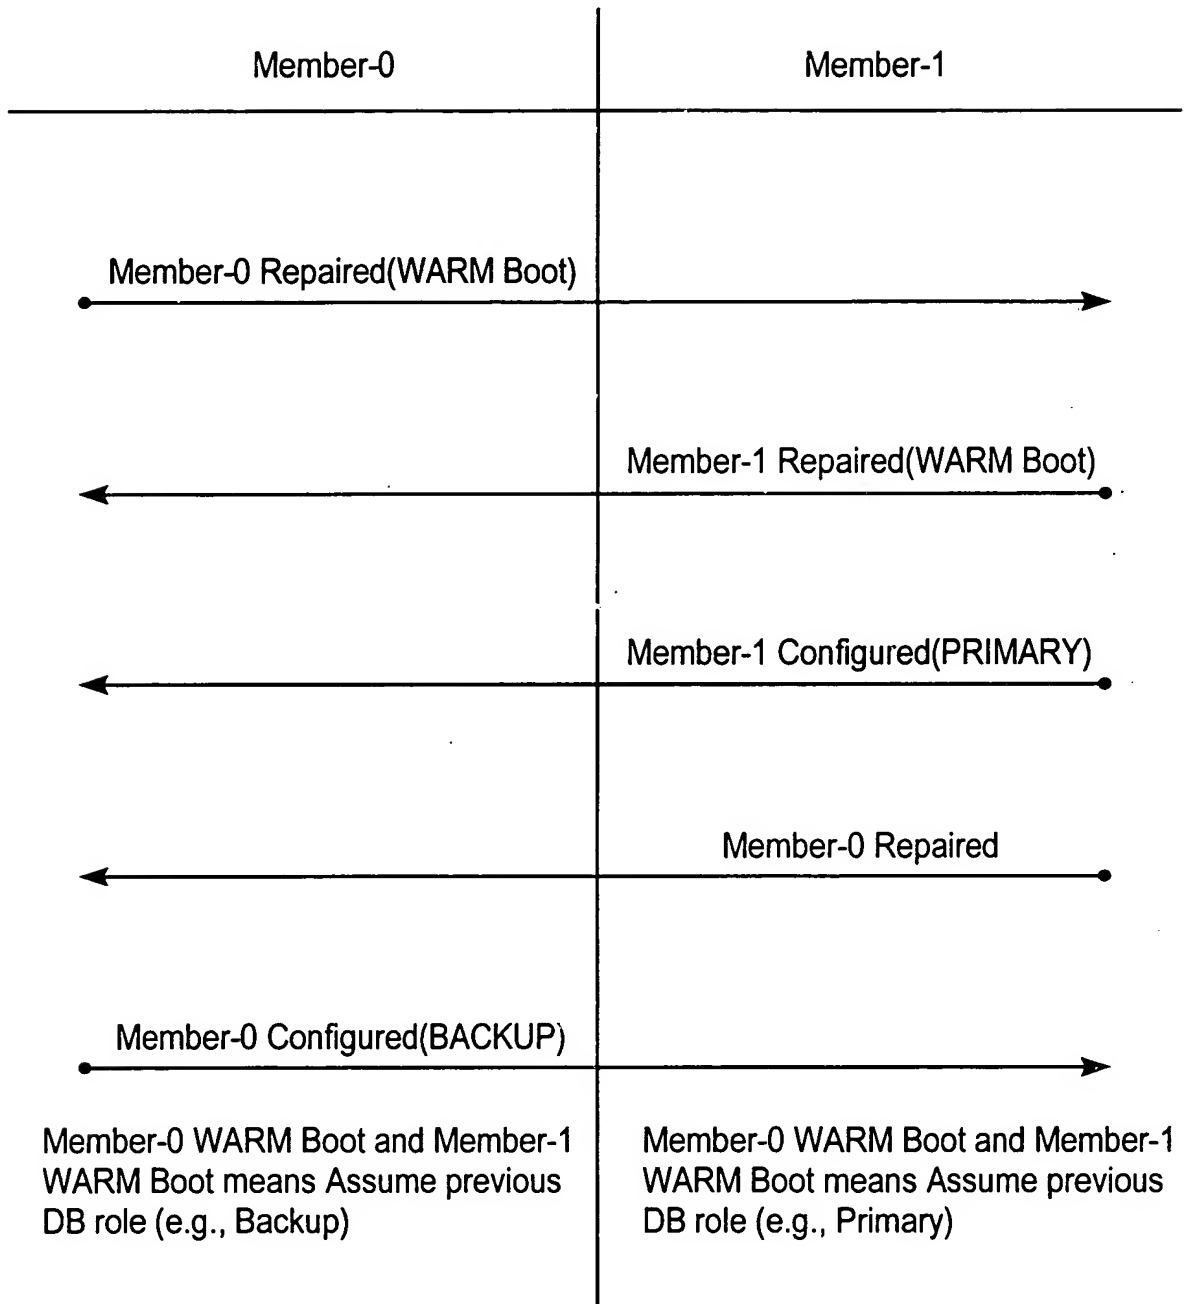 Member-0
Member-1
Member-0 Repaired(WARM Boot)
Member-1 Repaired(WARM Boot)
Member-1 Configured(PRIMARY)
Member-0 Repaired
Member-0 Configured(BACKUP)
Member-0 WARM Boot and Member-1
WARM Boot means Assume previous
DB role (e.g., Backup)
Member-0 WARM Boot and Member-1
WARM Boot means Assume previous
DB role (e.g., Primary)